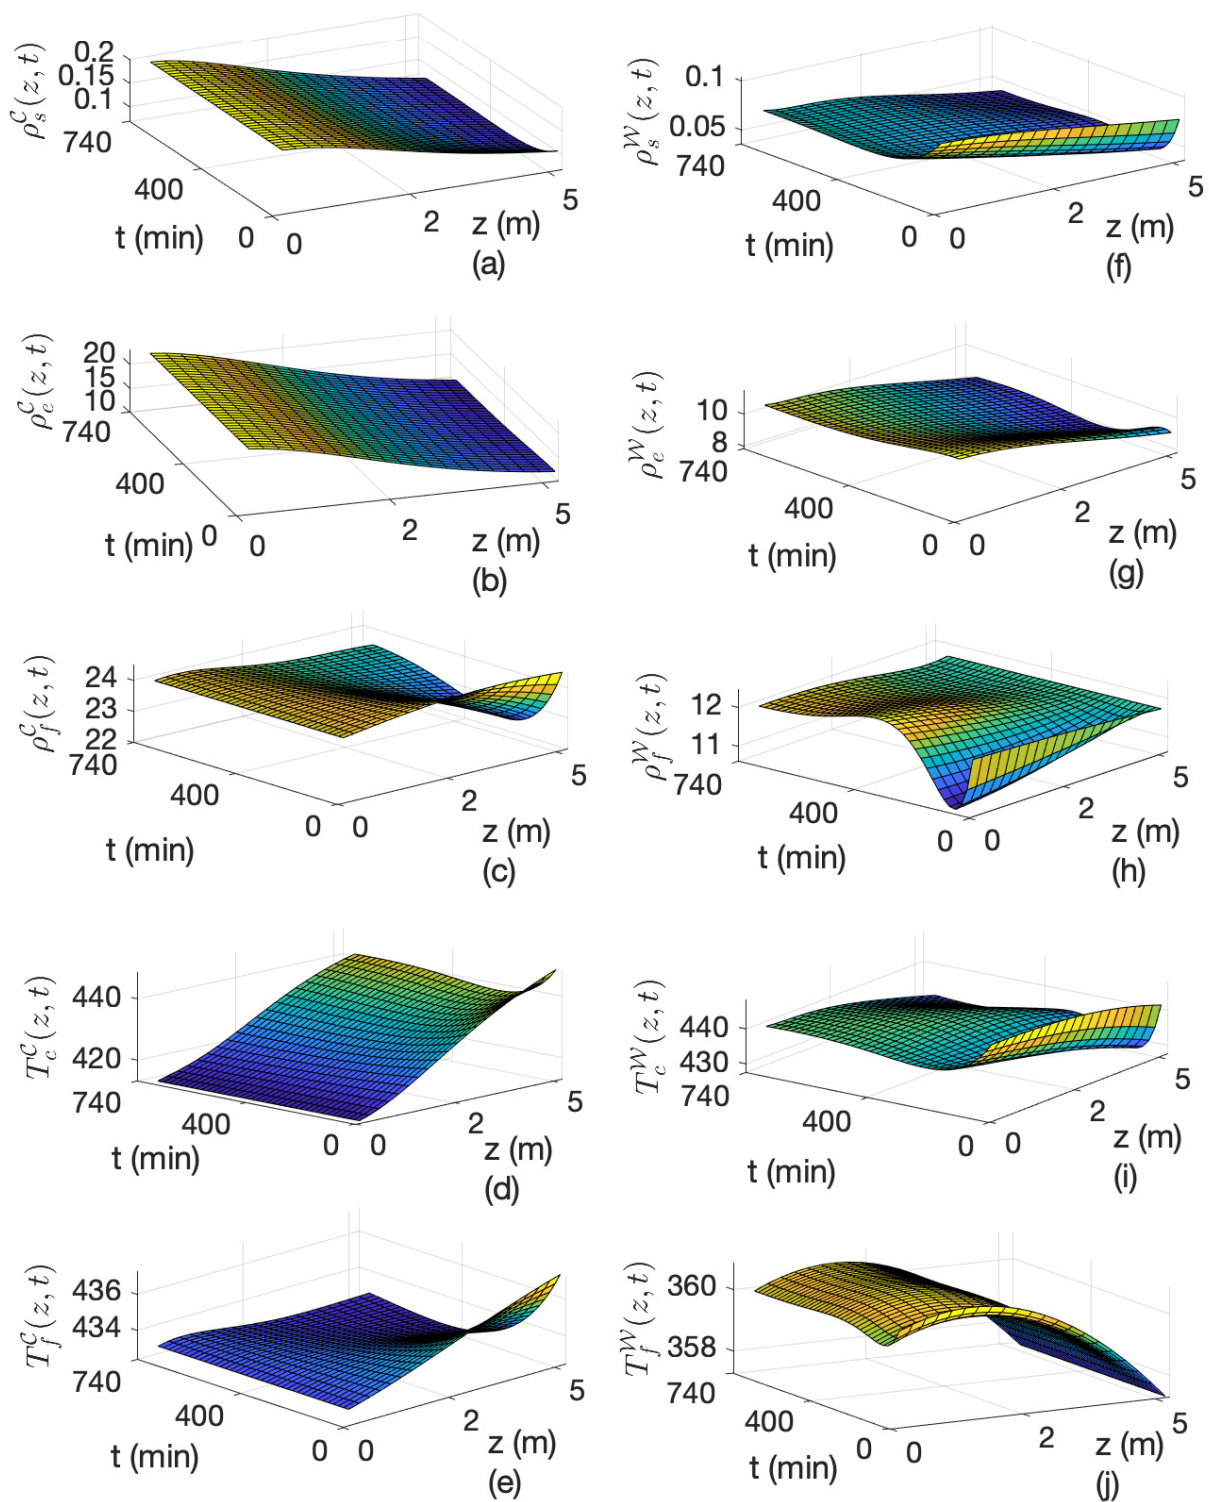 ρ_s^𝒞(z, t)
0.2
0.15
0.1
740
400
0
t (min)
0
2
5
z (m)
(a)
ρ_s^𝒲(z, t)
0.1
0.05
740
400
0
t (min)
0
2
5
z (m)
(f)
ρ_e^𝒞(z, t)
20
15
10
740
400
0
t (min)
0
2
5
z (m)
(b)
ρ_e^𝒲(z, t)
10
8
740
400
0
t (min)
0
2
5
z (m)
(g)
ρ_f^𝒞(z, t)
24
23
22
740
400
0
t (min)
0
2
5
z (m)
(c)
ρ_f^𝒲(z, t)
12
11
740
400
0
t (min)
0
2
5
z (m)
(h)
T_c^𝒞(z, t)
440
420
740
400
0
t (min)
0
2
5
z (m)
(d)
T_c^𝒲(z, t)
440
430
740
400
0
t (min)
0
2
5
z (m)
(i)
T_f^𝒞(z, t)
436
434
740
400
0
t (min)
0
2
5
z (m)
(e)
T_f^𝒲(z, t)
360
358
740
400
0
t (min)
0
2
5
z (m)
(j)